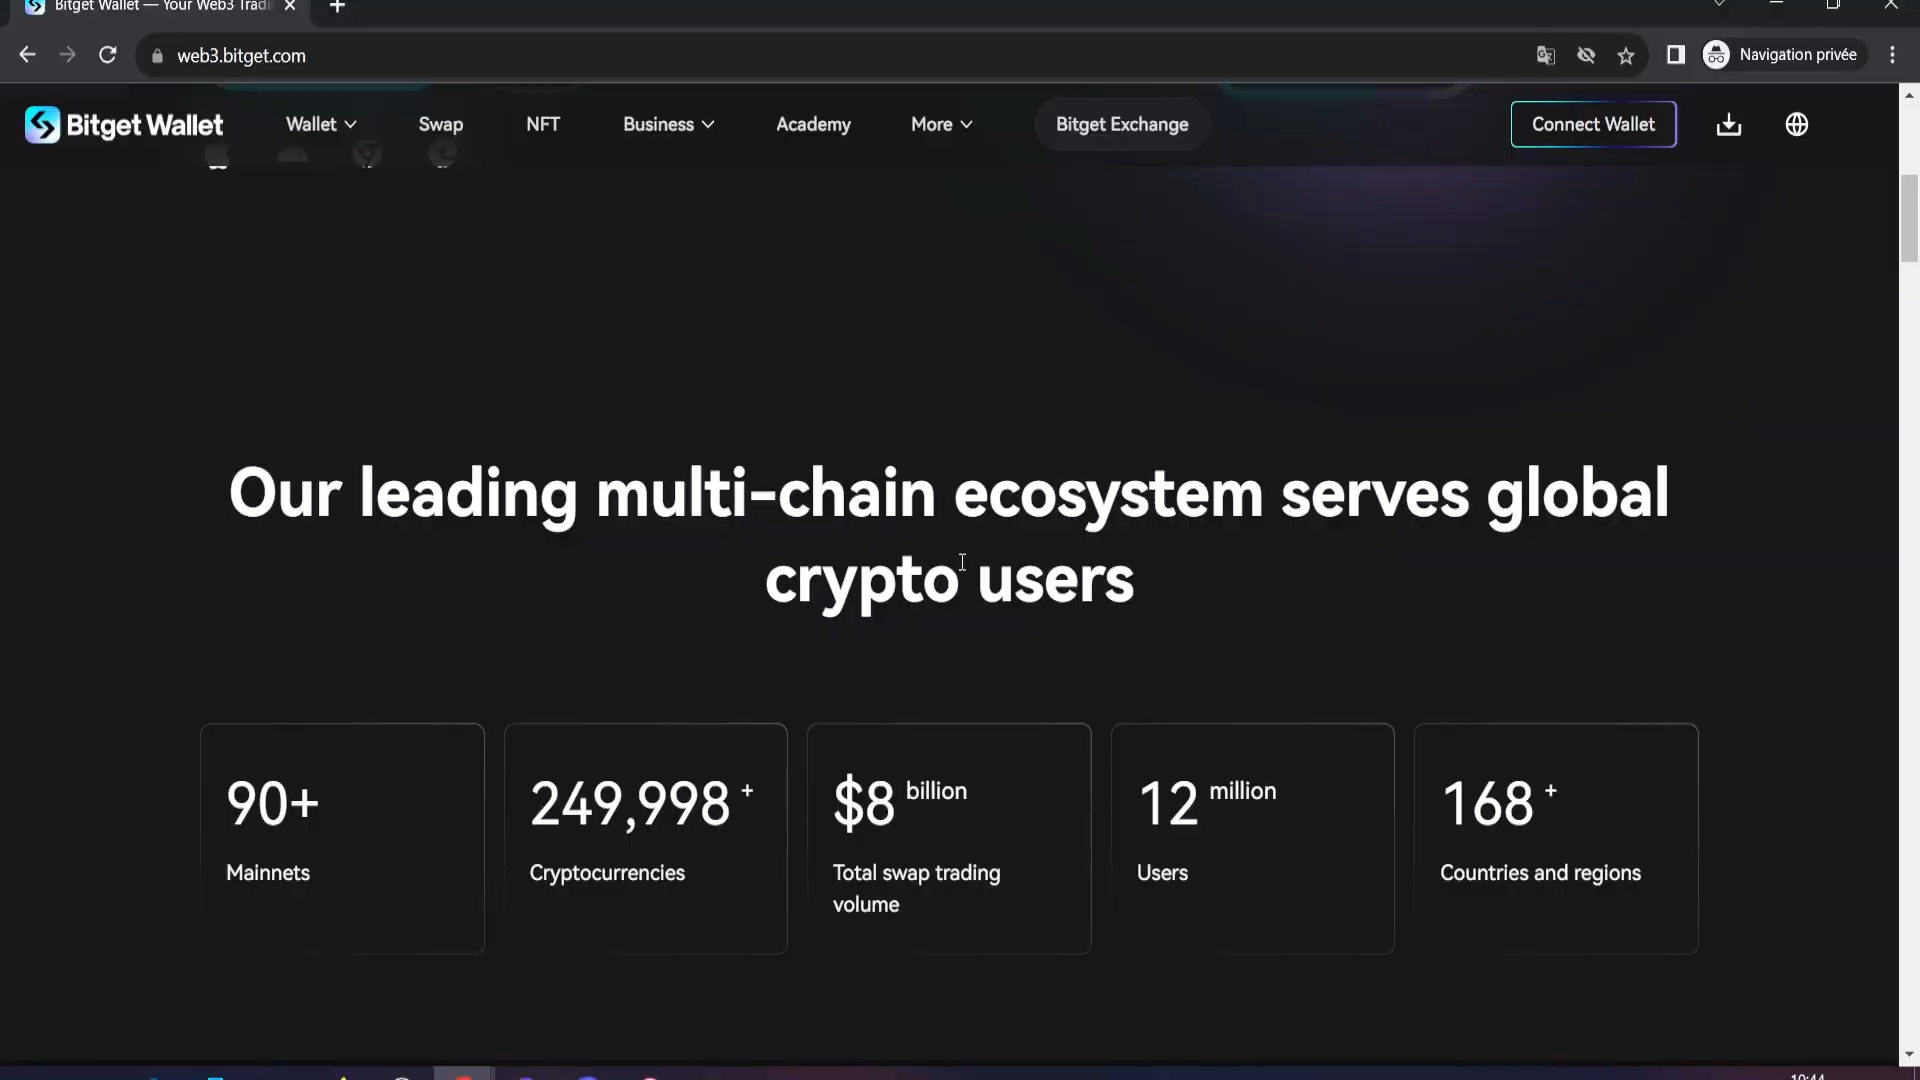 Bitget Wallet — Your Web3 Tradi
web3.bitget.com
Navigation privée
Bitget Wallet
Wallet
Swap
NFT
Business
Academy
More
Bitget Exchange
Connect Wallet
Our leading multi-chain ecosystem serves global
crypto users
90+
Mainnets
249,998 +
Cryptocurrencies
$8 billion
Total swap trading
volume
12 million
Users
168 +
Countries and regions